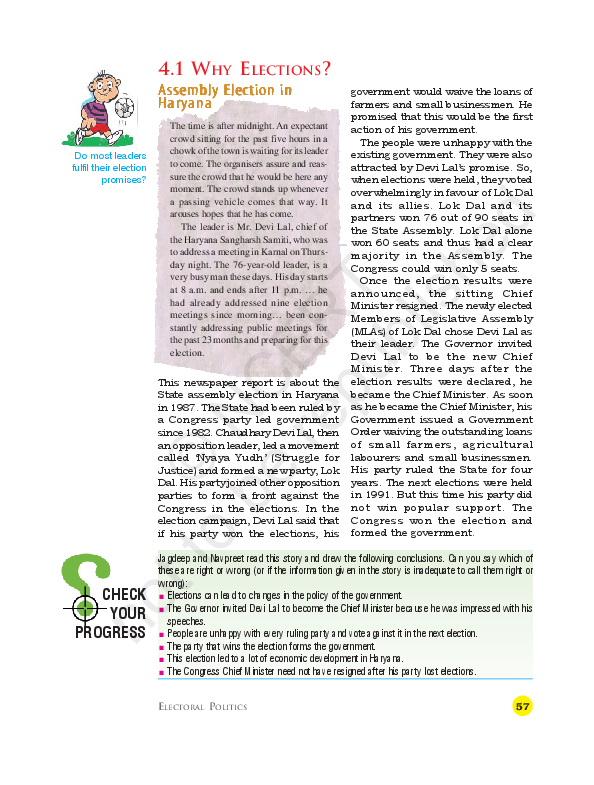 4.1 WHY ELECTIONS?
Assembly Election in
Haryana
The time is after midnight. An expectant
crowd sitting for the past five hours in a
chowk of the town is waiting for its leader
to come. The organisers assure and reas-
sure the crowd that he would be here any
moment. The crowd stands up whenever
a passing vehicle comes that way. It
arouses hopes that he has come.
The leader is Mr. Devi Lal, chief of
the Haryana Sangharsh Samiti, who was
to address a meeting in Karnal on Thurs-
day night. The 76-year-old leader, is a
very busy man these days. His day starts
at 8 a.m. and ends after 11 p.m. … he
had already addressed nine election
meetings since morning… been con-
stantly addressing public meetings for
the past 23 months and preparing for this
election.
Do most leaders
fulfil their election
promises?
This newspaper report is about the
State assembly election in Haryana
in 1987. The State had been ruled by
a Congress party led government
since 1982. Chaudhary Devi Lal, then
an opposition leader, led a movement
called ‘Nyaya Yudh’ (Struggle for
Justice) and formed a new party, Lok
Dal. His party joined other opposition
parties to form a front against the
Congress in the elections. In the
election campaign, Devi Lal said that
if his party won the elections, his
government would waive the loans of
farmers and small businessmen. He
promised that this would be the first
action of his government.
The people were unhappy with the
existing government. They were also
attracted by Devi Lal’s promise. So,
when elections were held, they voted
overwhelmingly in favour of Lok Dal
and its allies. Lok Dal and its
partners won 76 out of 90 seats in
the State Assembly. Lok Dal alone
won 60 seats and thus had a clear
majority in the Assembly. The
Congress could win only 5 seats.
Once the election results were
announced, the sitting Chief
Minister resigned. The newly elected
Members of Legislative Assembly
(MLAs) of Lok Dal chose Devi Lal as
their leader. The Governor invited
Devi Lal to be the new Chief
Minister. Three days after the
election results were declared, he
became the Chief Minister. As soon
as he became the Chief Minister, his
Government issued a Government
Order waiving the outstanding loans
of small farmers, agricultural
labourers and small businessmen.
His party ruled the State for four
years. The next elections were held
in 1991. But this time his party did
not win popular support. The
Congress won the election and
formed the government.
CHECK
YOUR
PROGRESS
Jagdeep and Navpreet read this story and drew the following conclusions. Can you say which of
these are right or wrong (or if the information given in the story is inadequate to call them right or
wrong):
Elections can lead to changes in the policy of the government.
The Governor invited Devi Lal to become the Chief Minister because he was impressed with his
speeches.
People are unhappy with every ruling party and vote against it in the next election.
The party that wins the election forms the government.
This election led to a lot of economic development in Haryana.
The Congress Chief Minister need not have resigned after his party lost elections.
ELECTORAL POLITICS
57